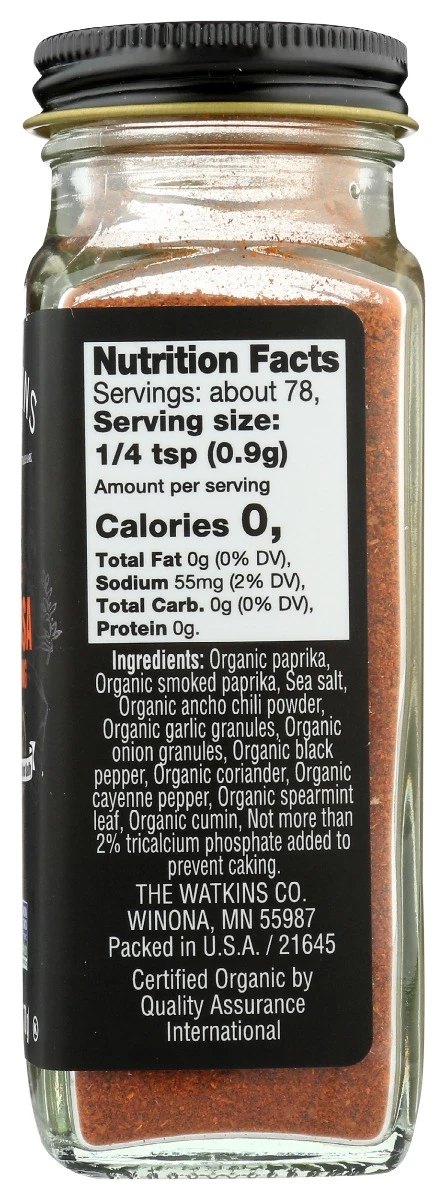 Nutrition Facts
Servings: about 78,
Serving size:
1/4 tsp (0.9g)
Amount per serving
Calories 0,
Total Fat 0g (0% DV),
Sodium 55mg (2% DV),
Total Carb. 0g (0% DV),
Protein 0g.
Ingredients: Organic paprika,
Organic smoked paprika, Sea salt,
Organic ancho chili powder,
Organic garlic granules, Organic
onion granules, Organic black
pepper, Organic coriander, Organic
cayenne pepper, Organic spearmint
leaf, Organic cumin, Not more than
2% tricalcium phosphate added to
prevent caking.
THE WATKINS CO.
WINONA, MN 55987
Packed in U.S.A. / 21645
Certified Organic by
Quality Assurance
International